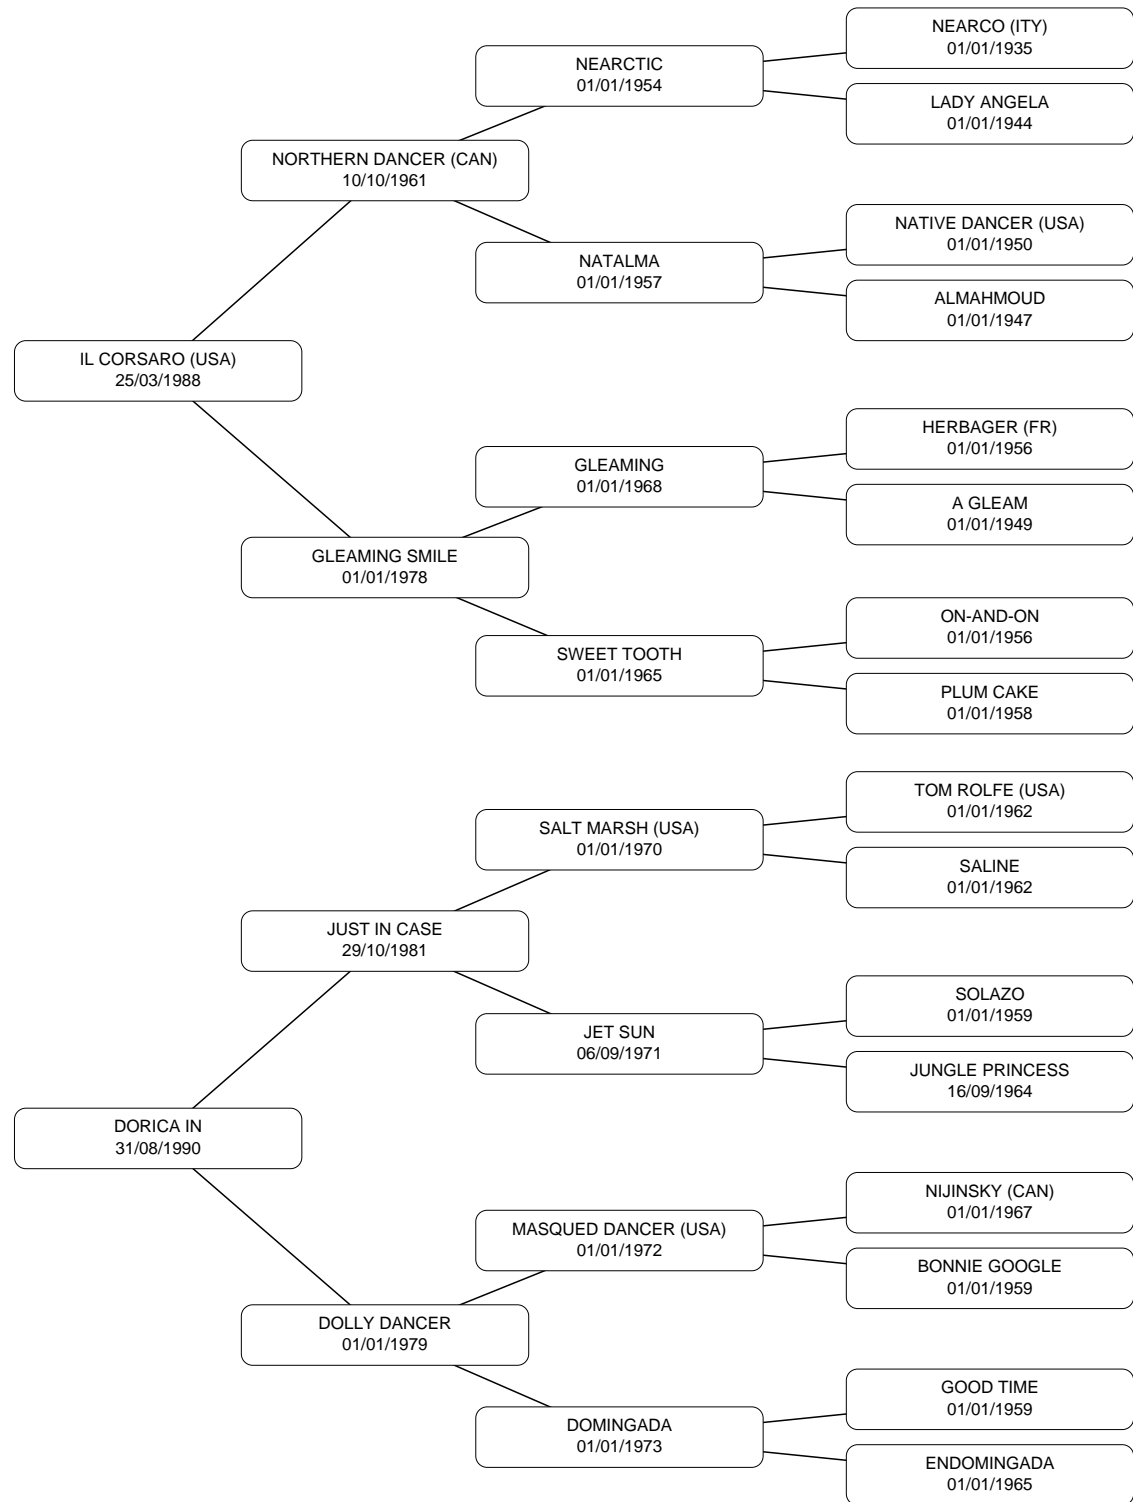 NEARCO (ITY)
01/01/1935
NEARCTIC
01/01/1954
LADY ANGELA
01/01/1944
NORTHERN DANCER (CAN)
10/10/1961
NATIVE DANCER (USA)
01/01/1950
NATALMA
01/01/1957
ALMAHMOUD
01/01/1947
IL CORSARO (USA)
25/03/1988
HERBAGER (FR)
01/01/1956
GLEAMING
01/01/1968
A GLEAM
01/01/1949
GLEAMING SMILE
01/01/1978
ON-AND-ON
01/01/1956
SWEET TOOTH
01/01/1965
PLUM CAKE
01/01/1958
TOM ROLFE (USA)
01/01/1962
SALT MARSH (USA)
01/01/1970
SALINE
01/01/1962
JUST IN CASE
29/10/1981
SOLAZO
01/01/1959
JET SUN
06/09/1971
JUNGLE PRINCESS
16/09/1964
DORICA IN
31/08/1990
NIJINSKY (CAN)
01/01/1967
MASQUED DANCER (USA)
01/01/1972
BONNIE GOOGLE
01/01/1959
DOLLY DANCER
01/01/1979
GOOD TIME
01/01/1959
DOMINGADA
01/01/1973
ENDOMINGADA
01/01/1965